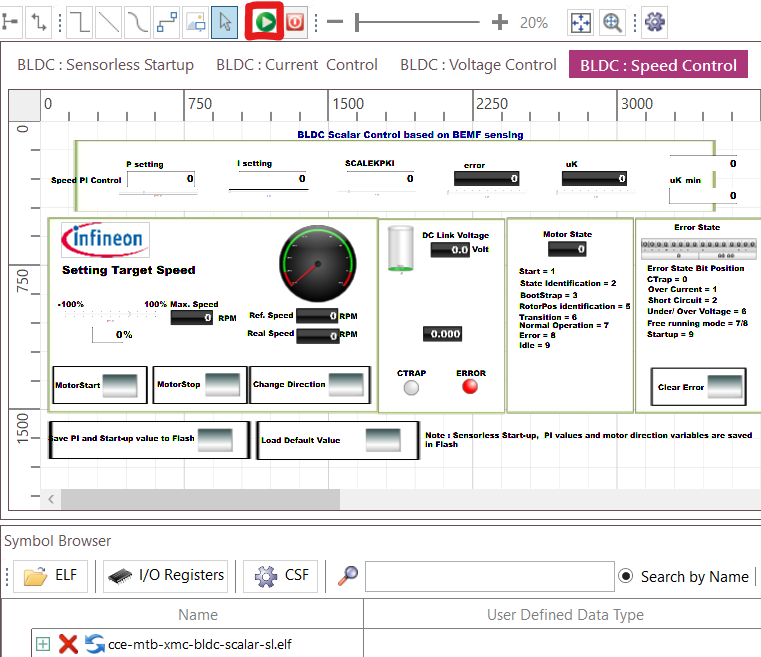 20%
BLDC : Sensorless Startup BLDC : Current Control BLDC : Voltage Control BLDC : Speed Control
0 750 1500 2250 3000
0
BLDC Scalar Control based on BEMF sensing
P setting I setting SCALEKPKI error uK 0
Speed PI Control 0 0 0 0 0 uK min 0
infineon
Setting Target Speed
-100% 100% Max. Speed
0 RPM
0%
Ref. Speed 0 RPM
Real Speed 0 RPM
MotorStart MotorStop Change Direction
DC Link Voltage
0.0 Volt
0.000
CTRAP ERROR
Motor State
0
Start = 1
State Identification = 2
BootStrap = 3
RotorPos identification = 5
Transition = 6
Normal Operation = 7
Error = 8
Idle = 9
Error State
Error State Bit Position
CTrap = 0
Over Current = 1
Short Circuit = 2
Under/ Over Voltage = 6
Free running mode = 7/8
Startup = 9
Clear Error
750
1500
Save PI and Start-up value to Flash Load Default Value
Note : Sensorless Start-up, PI values and motor direction variables are saved
in Flash
Symbol Browser
ELF I/O Registers CSF Search by Name
Name User Defined Data Type
cce-mtb-xmc-bldc-scalar-sl.elf